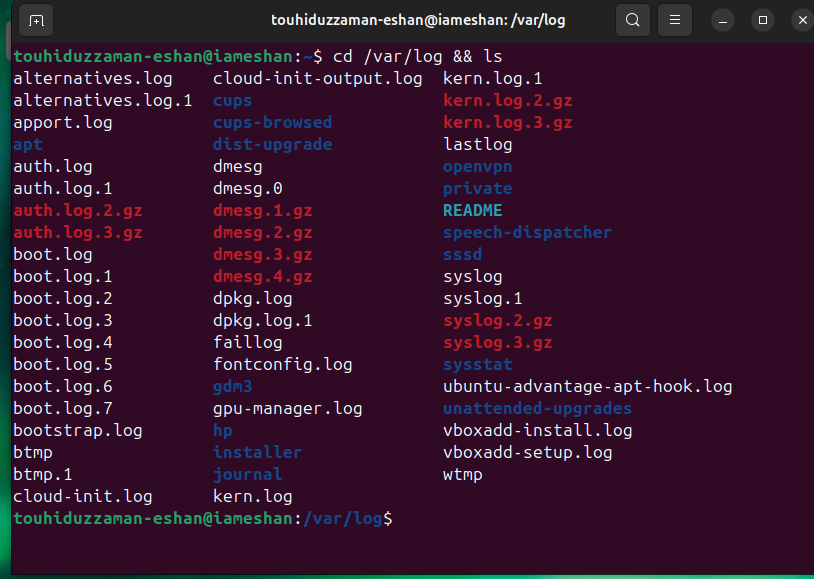 touhiduzzaman-eshan@iameshan: /var/log
touhiduzzaman-eshan@iameshan:~$ cd /var/log && ls
alternatives.log cloud-init-output.log kern.log.1
alternatives.log.1 cups kern.log.2.gz
apport.log cups-browsed kern.log.3.gz
apt dist-upgrade lastlog
auth.log dmesg openvpn
auth.log.1 dmesg.0 private
auth.log.2.gz dmesg.1.gz README
auth.log.3.gz dmesg.2.gz speech-dispatcher
boot.log dmesg.3.gz sssd
boot.log.1 dmesg.4.gz syslog
boot.log.2 dpkg.log syslog.1
boot.log.3 dpkg.log.1 syslog.2.gz
boot.log.4 faillog syslog.3.gz
boot.log.5 fontconfig.log sysstat
boot.log.6 gdm3 ubuntu-advantage-apt-hook.log
boot.log.7 gpu-manager.log unattended-upgrades
bootstrap.log hp vboxadd-install.log
btmp installer vboxadd-setup.log
btmp.1 journal wtmp
cloud-init.log kern.log
touhiduzzaman-eshan@iameshan:/var/log$